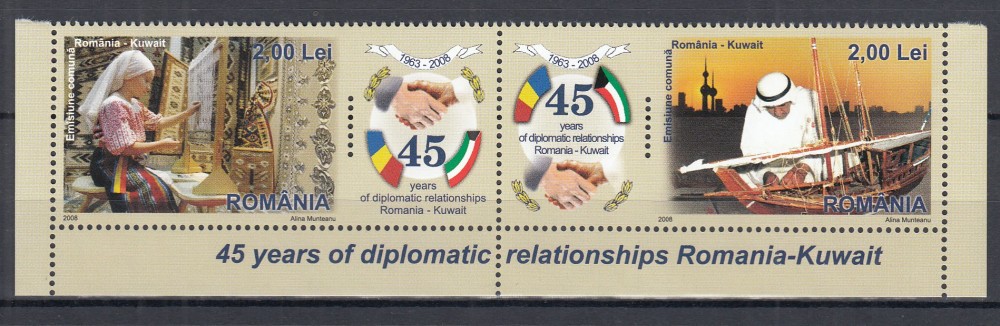 România - Kuwait
2,00 Lei
Emisiune comună
ROMÂNIA
2008
Alina Munteanu
1963 - 2008
45
years
of diplomatic relationships
Romania - Kuwait
1963 - 2008
45
years
of diplomatic relationships
Romania - Kuwait
România - Kuwait
2,00 Lei
Emisiune comună
ROMÂNIA
2008
Alina Munteanu
45 years of diplomatic relationships Romania-Kuwait